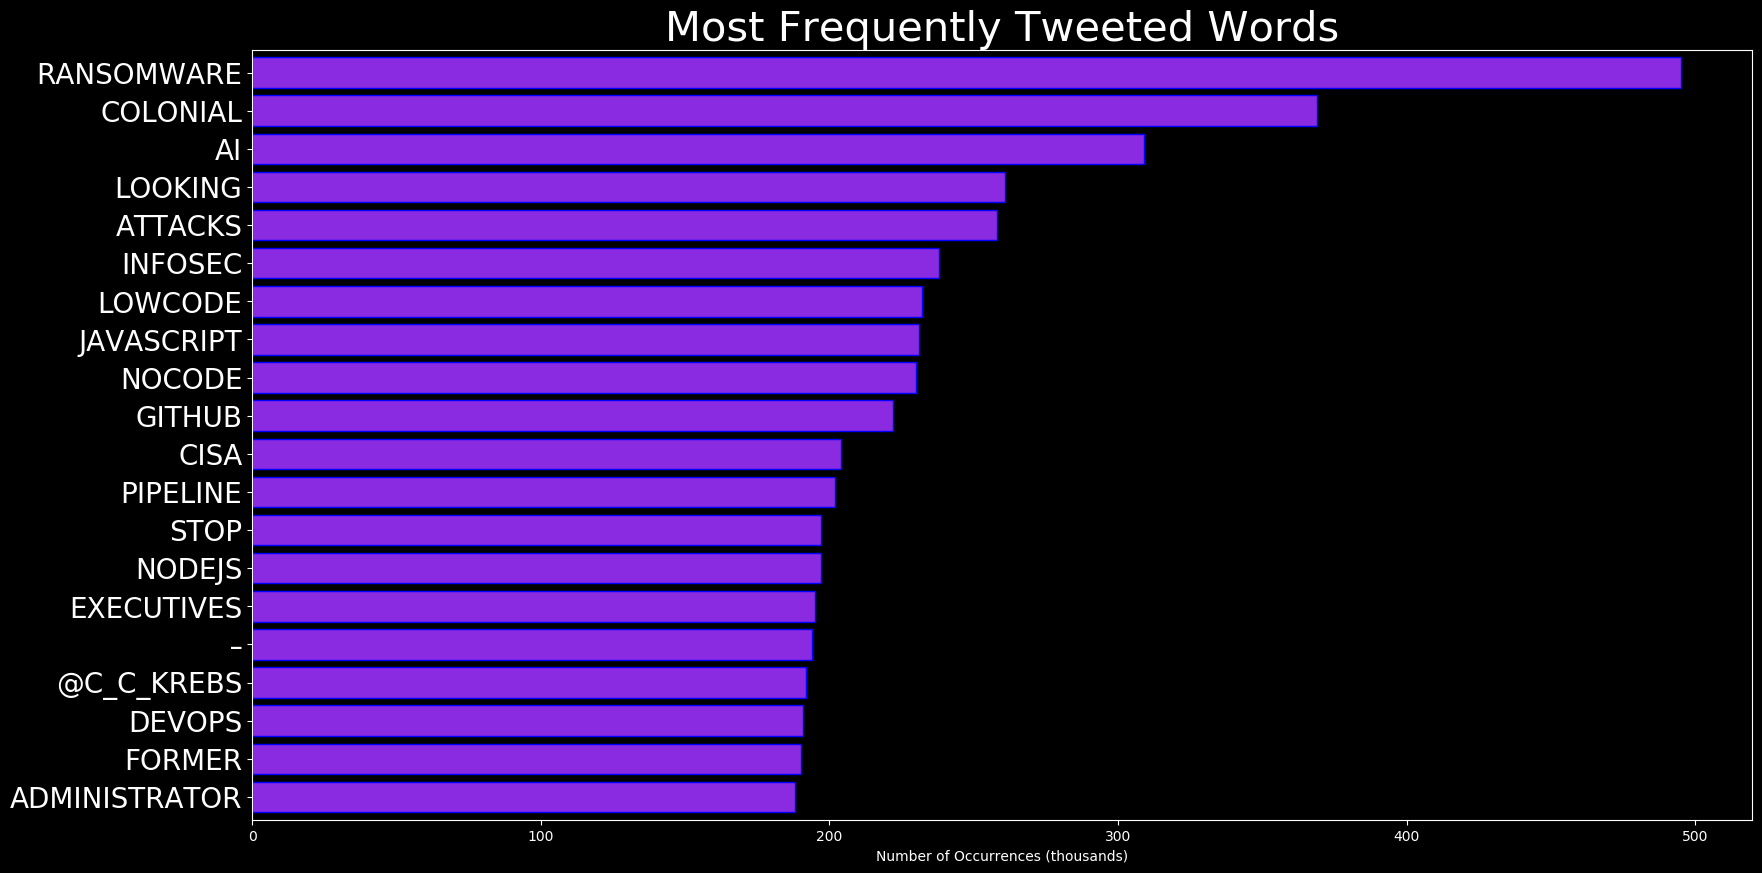 Most Frequently Tweeted Words
RANSOMWARE
COLONIAL
AI
LOOKING
ATTACKS
INFOSEC
LOWCODE
JAVASCRIPT
NOCODE
GITHUB
CISA
PIPELINE
STOP
NODEJS
EXECUTIVES
–
@C_C_KREBS
DEVOPS
FORMER
ADMINISTRATOR
0 100 200 300 400 500
Number of Occurrences (thousands)